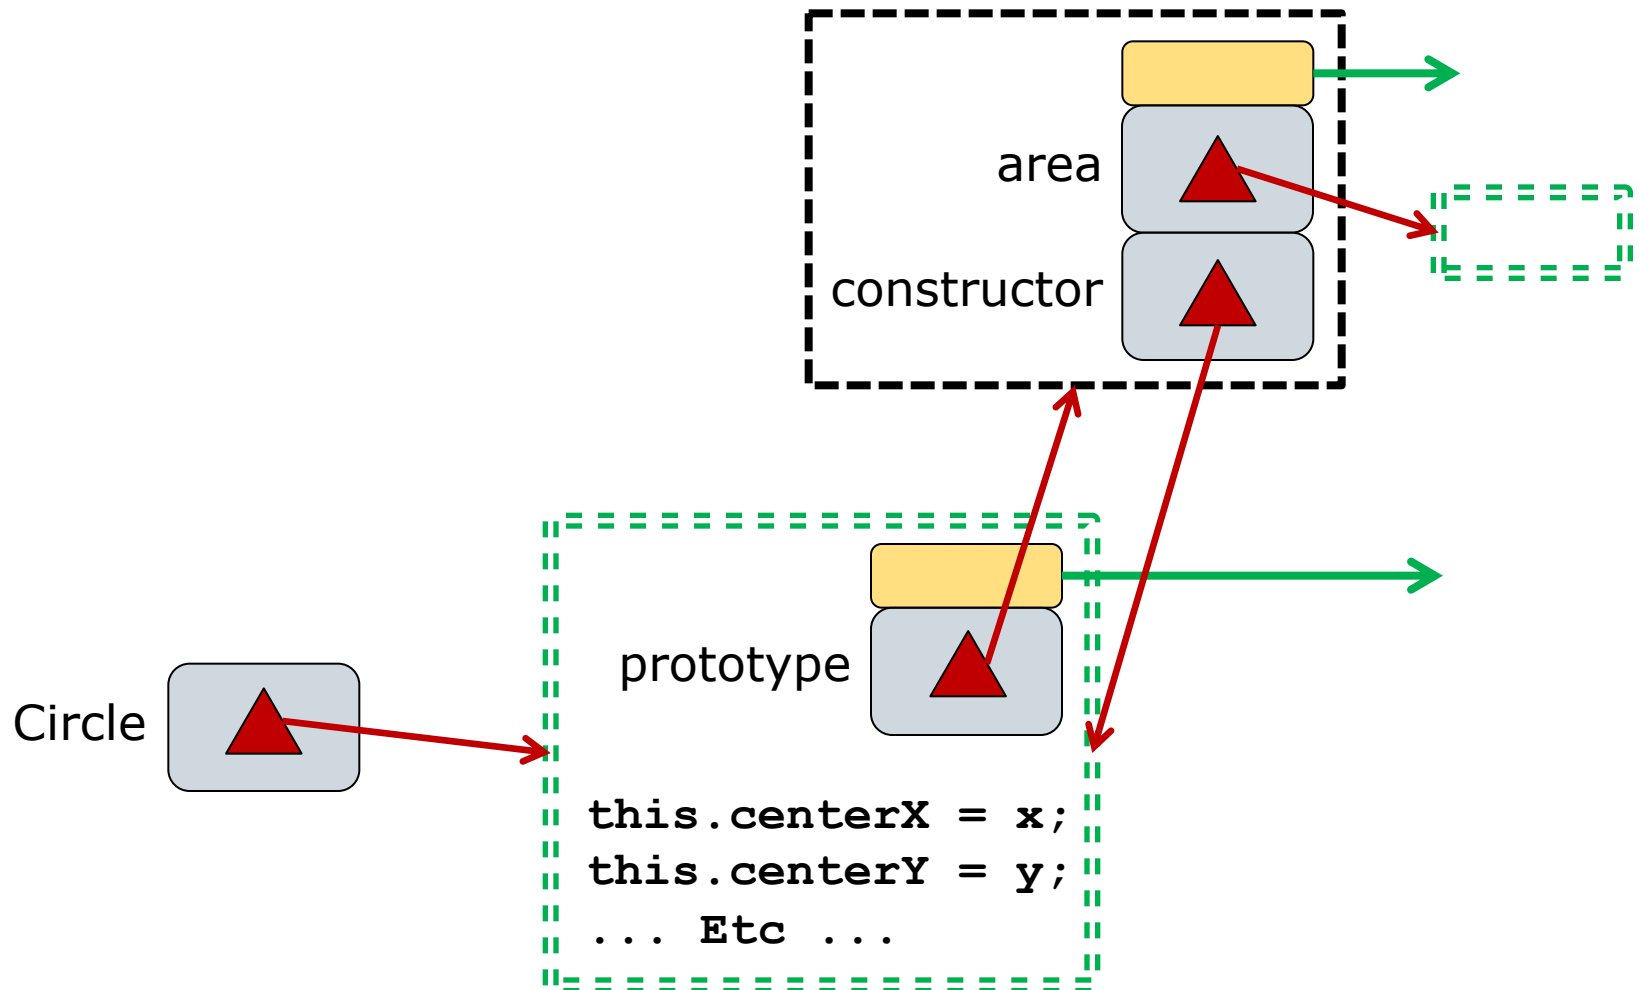 area
constructor
prototype
Circle
this.centerX = x;
this.centerY = y;
... Etc ...